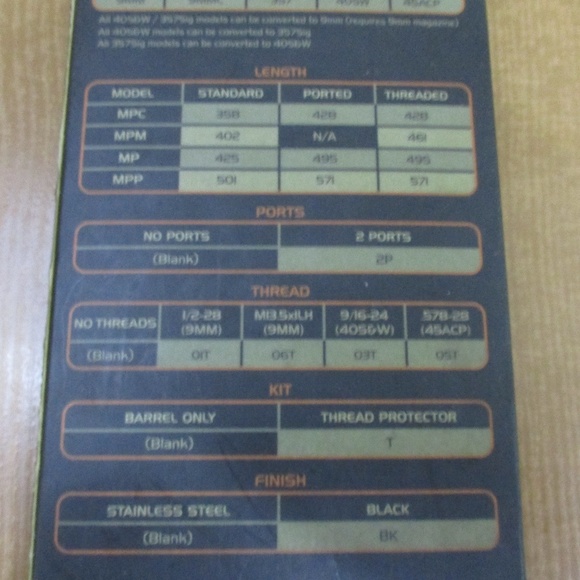 357 40SW 45ACP
All 40S&W / 357Sig models can be converted to 9mm (requires 9mm magazine)
All 40S&W models can be converted to 357Sig
All 357Sig models can be converted to 40S&W
LENGTH
MODEL STANDARD PORTED THREADED
MPC 358 428 428
MPM 402 N/A 461
MP 425 495 495
MPP 501 571 571
PORTS
NO PORTS 2 PORTS
(Blank) 2P
THREAD
NO THREADS 1/2-28 (9MM) M13.5x1LH (9MM) 9/16-24 (40S&W) .578-28 (45ACP)
(Blank) 01T 06T 03T 05T
KIT
BARREL ONLY THREAD PROTECTOR
(Blank) T
FINISH
STAINLESS STEEL BLACK
(Blank) BK